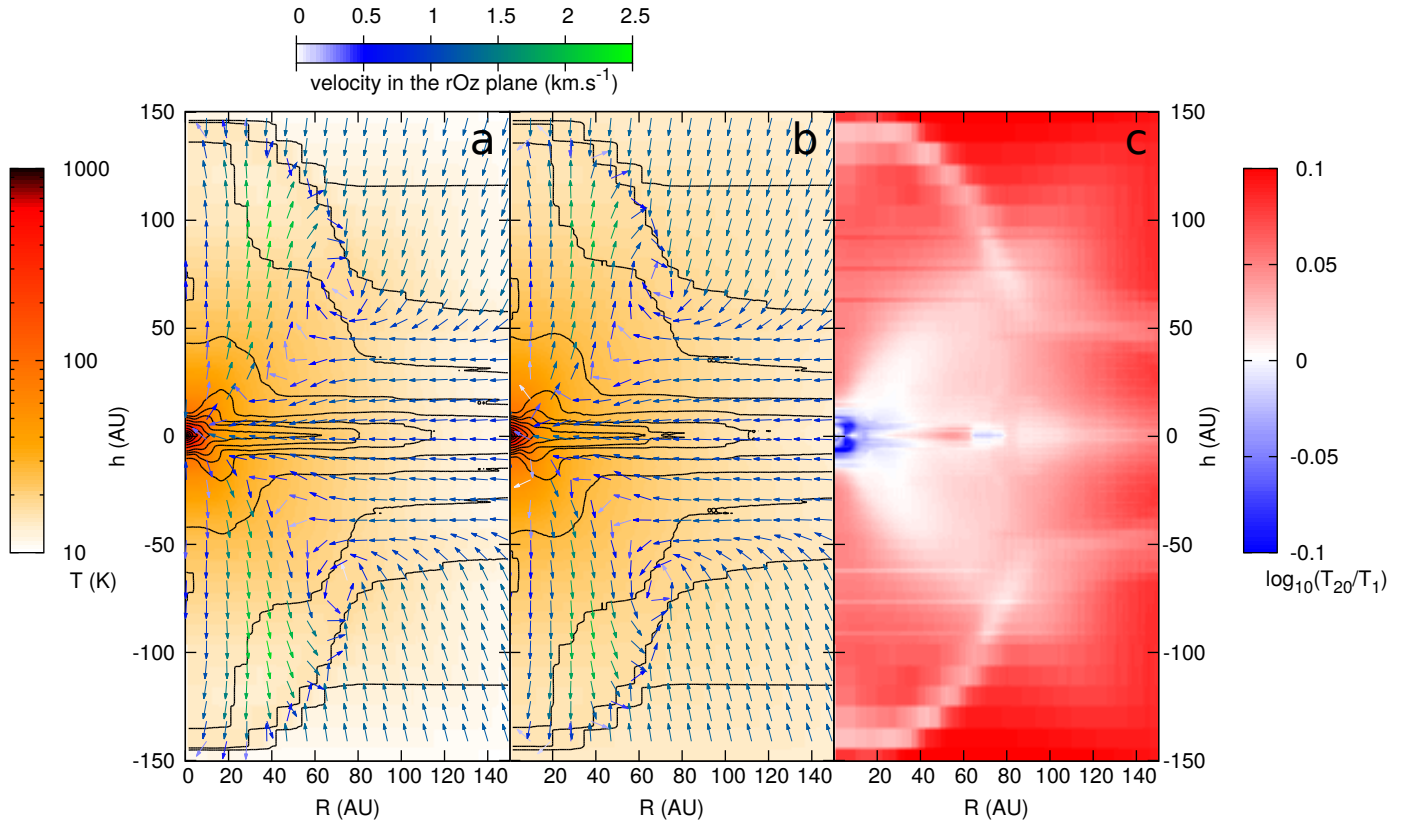 0 0.5 1 1.5 2 2.5
velocity in the rOz plane (km.s⁻¹)
1000
100
10
T (K)
150
100
50
0
-50
-100
-150
h (AU)
a
b
c
0 20 40 60 80 100 120 140
R (AU)
20 40 60 80 100 120 140
R (AU)
20 40 60 80 100 120 140
R (AU)
150
100
50
0
-50
-100
-150
h (AU)
0.1
0.05
0
-0.05
-0.1
log₁₀(T₂₀/T₁)